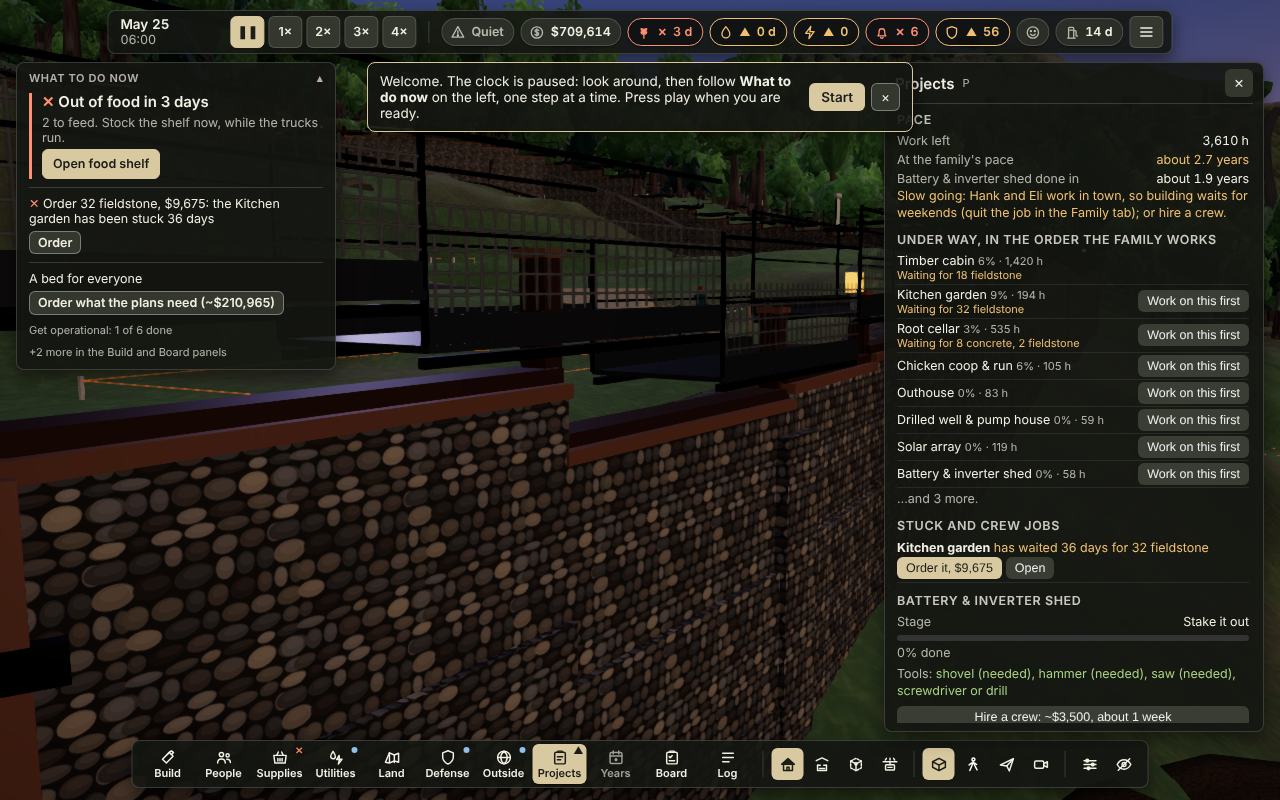 May 25
06:00
1×
2×
3×
4×
Quiet
$709,614
× 3 d
0 d
0
× 6
56
14 d
WHAT TO DO NOW
× Out of food in 3 days
2 to feed. Stock the shelf now, while the trucks
run.
Open food shelf
× Order 32 fieldstone, $9,675: the Kitchen
garden has been stuck 36 days
Order
A bed for everyone
Order what the plans need (~$210,965)
Get operational: 1 of 6 done
+2 more in the Build and Board panels
Welcome. The clock is paused: look around, then follow What to
do now on the left, one step at a time. Press play when you are
ready.
Start
×
Projects P
×
PACE
Work left 3,610 h
At the family's pace about 2.7 years
Battery & inverter shed done in about 1.9 years
Slow going: Hank and Eli work in town, so building waits for
weekends (quit the job in the Family tab); or hire a crew.
UNDER WAY, IN THE ORDER THE FAMILY WORKS
Timber cabin 6% · 1,420 h
Waiting for 18 fieldstone
Kitchen garden 9% · 194 h
Waiting for 32 fieldstone
Work on this first
Root cellar 3% · 535 h
Waiting for 8 concrete, 2 fieldstone
Work on this first
Chicken coop & run 6% · 105 h Work on this first
Outhouse 0% · 83 h Work on this first
Drilled well & pump house 0% · 59 h Work on this first
Solar array 0% · 119 h Work on this first
Battery & inverter shed 0% · 58 h Work on this first
...and 3 more.
STUCK AND CREW JOBS
Kitchen garden has waited 36 days for 32 fieldstone
Order it, $9,675 Open
BATTERY & INVERTER SHED
Stage Stake it out
0% done
Tools: shovel (needed), hammer (needed), saw (needed),
screwdriver or drill
Hire a crew: ~$3,500, about 1 week
Build
People
Supplies
Utilities
Land
Defense
Outside
Projects
Years
Board
Log